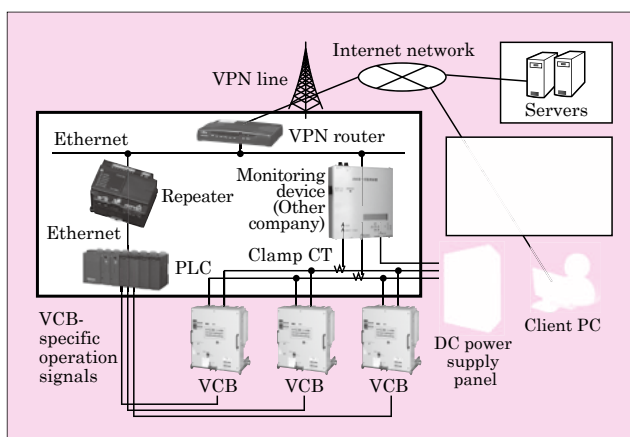 Internet network
VPN line
Servers
Ethernet
VPN router
Repeater
Monitoring
device
(Other
company)
Ethernet
PLC
Clamp CT
VCB-
specific
operation
signals
VCB
VCB
VCB
DC power
supply
panel
Client PC